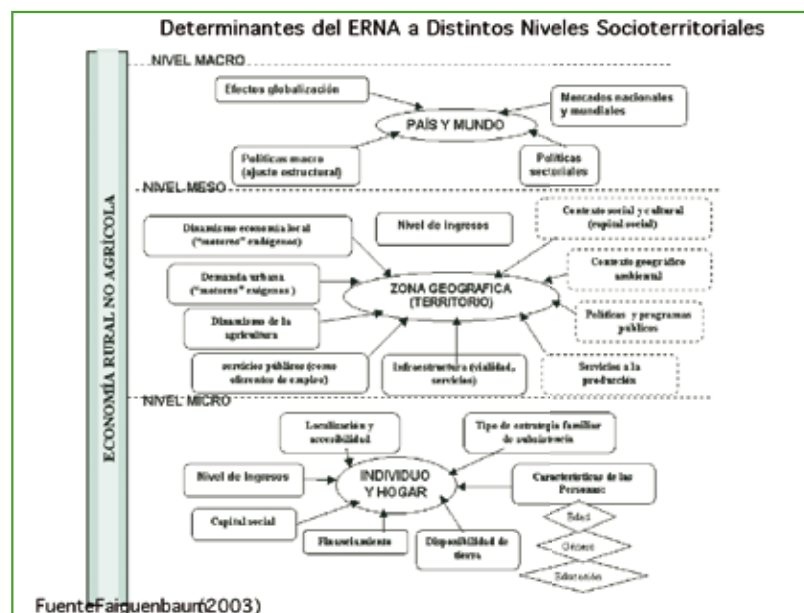 Determinantes del ERNA a Distintos Niveles Socioterritoriales
NIVEL MACRO
Efectos globalización
Mercados nacionales
y mundiales
PAÍS Y MUNDO
Políticas macro
(ajuste estructural)
Políticas
sectoriales
NIVEL MESO
Dinamismo economía local
("motores" endógenos)
Nivel de ingresos
Contexto social y cultural
(capital social)
Demanda urbana
("motores" exógenos )
Contexto geográfico
ambiental
ZONA GEOGRAFICA
(TERRITORIO)
Dinamismo de la
agricultura
Políticas y programas
públicos
servicios públicos (como
oferentes de empleo)
Infraestructura (vialidad,
servicios)
Servicios a la
producción
NIVEL MICRO
Localización y
accesibilidad
Tipo de estrategia familiar
de subsistencia
Nivel de Ingresos
INDIVIDUO
Y HOGAR
Características de las
Personas:
Capital social
Financiamiento
Disponibilidad de
tierra
Edad
Género
Educación
ECONOMÍA RURAL NO AGRÍCOLA
FuenteFaiguenbaum(2003)